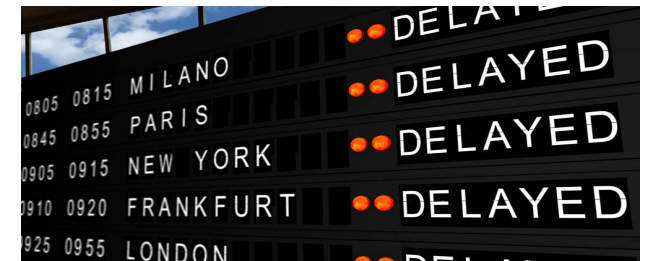 0805 0815 MILANO DELAYED
0845 0855 PARIS DELAYED
0905 0915 NEW YORK DELAYED
0910 0920 FRANKFURT DELAYED
0925 0955 LONDON DELAYED